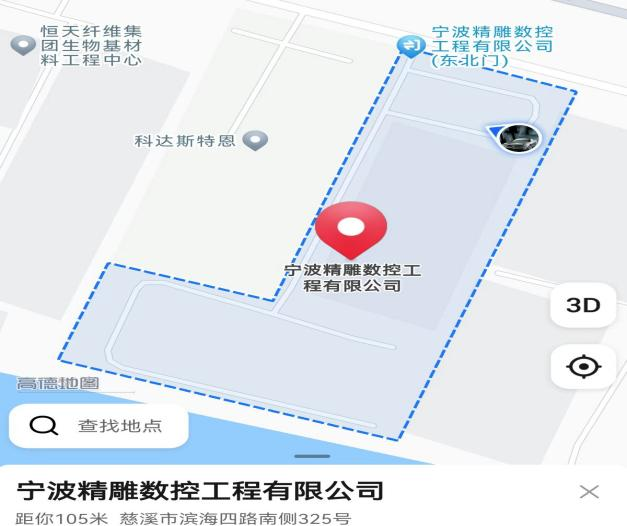 恒天纤维集
团生物基材
料工程中心
宁波精雕数控
工程有限公司
(东北门)
科达斯特恩
宁波精雕数控工
程有限公司
3D
高德地图
查找地点
宁波精雕数控工程有限公司
距你105米 慈溪市滨海四路南侧325号